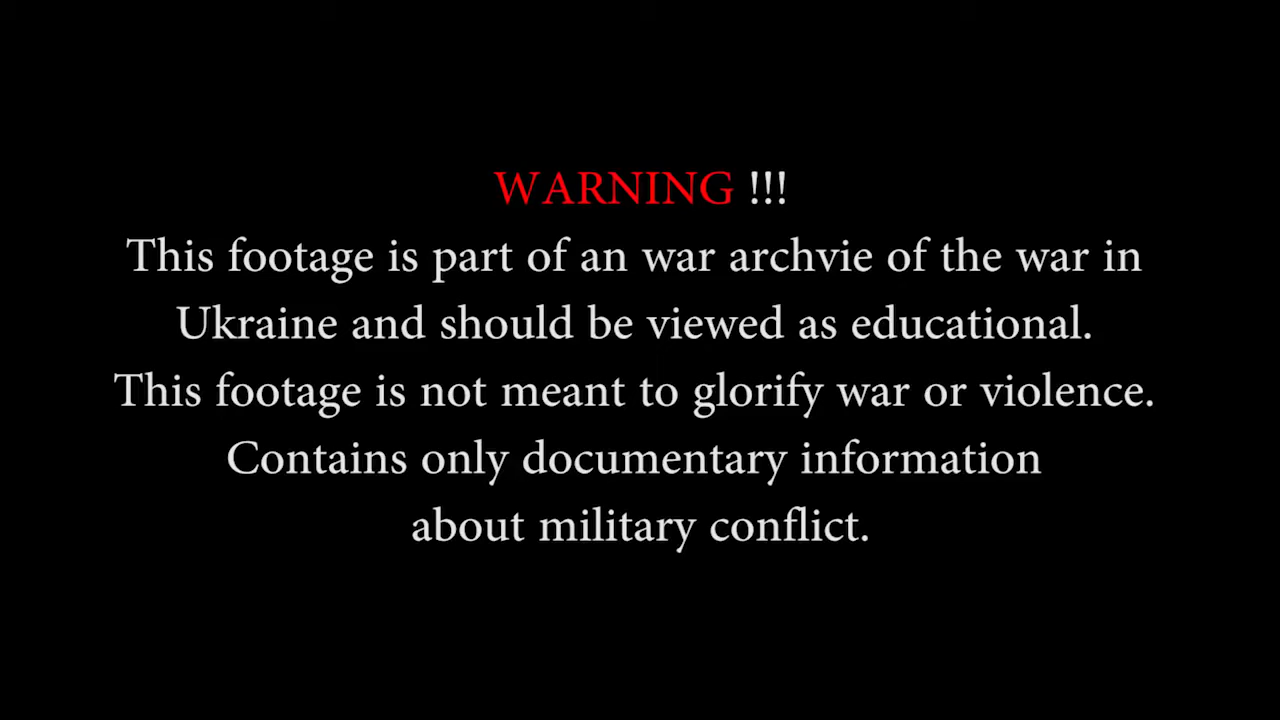 WARNING !!!
This footage is part of an war archvie of the war in
Ukraine and should be viewed as educational.
This footage is not meant to glorify war or violence.
Contains only documentary information
about military conflict.